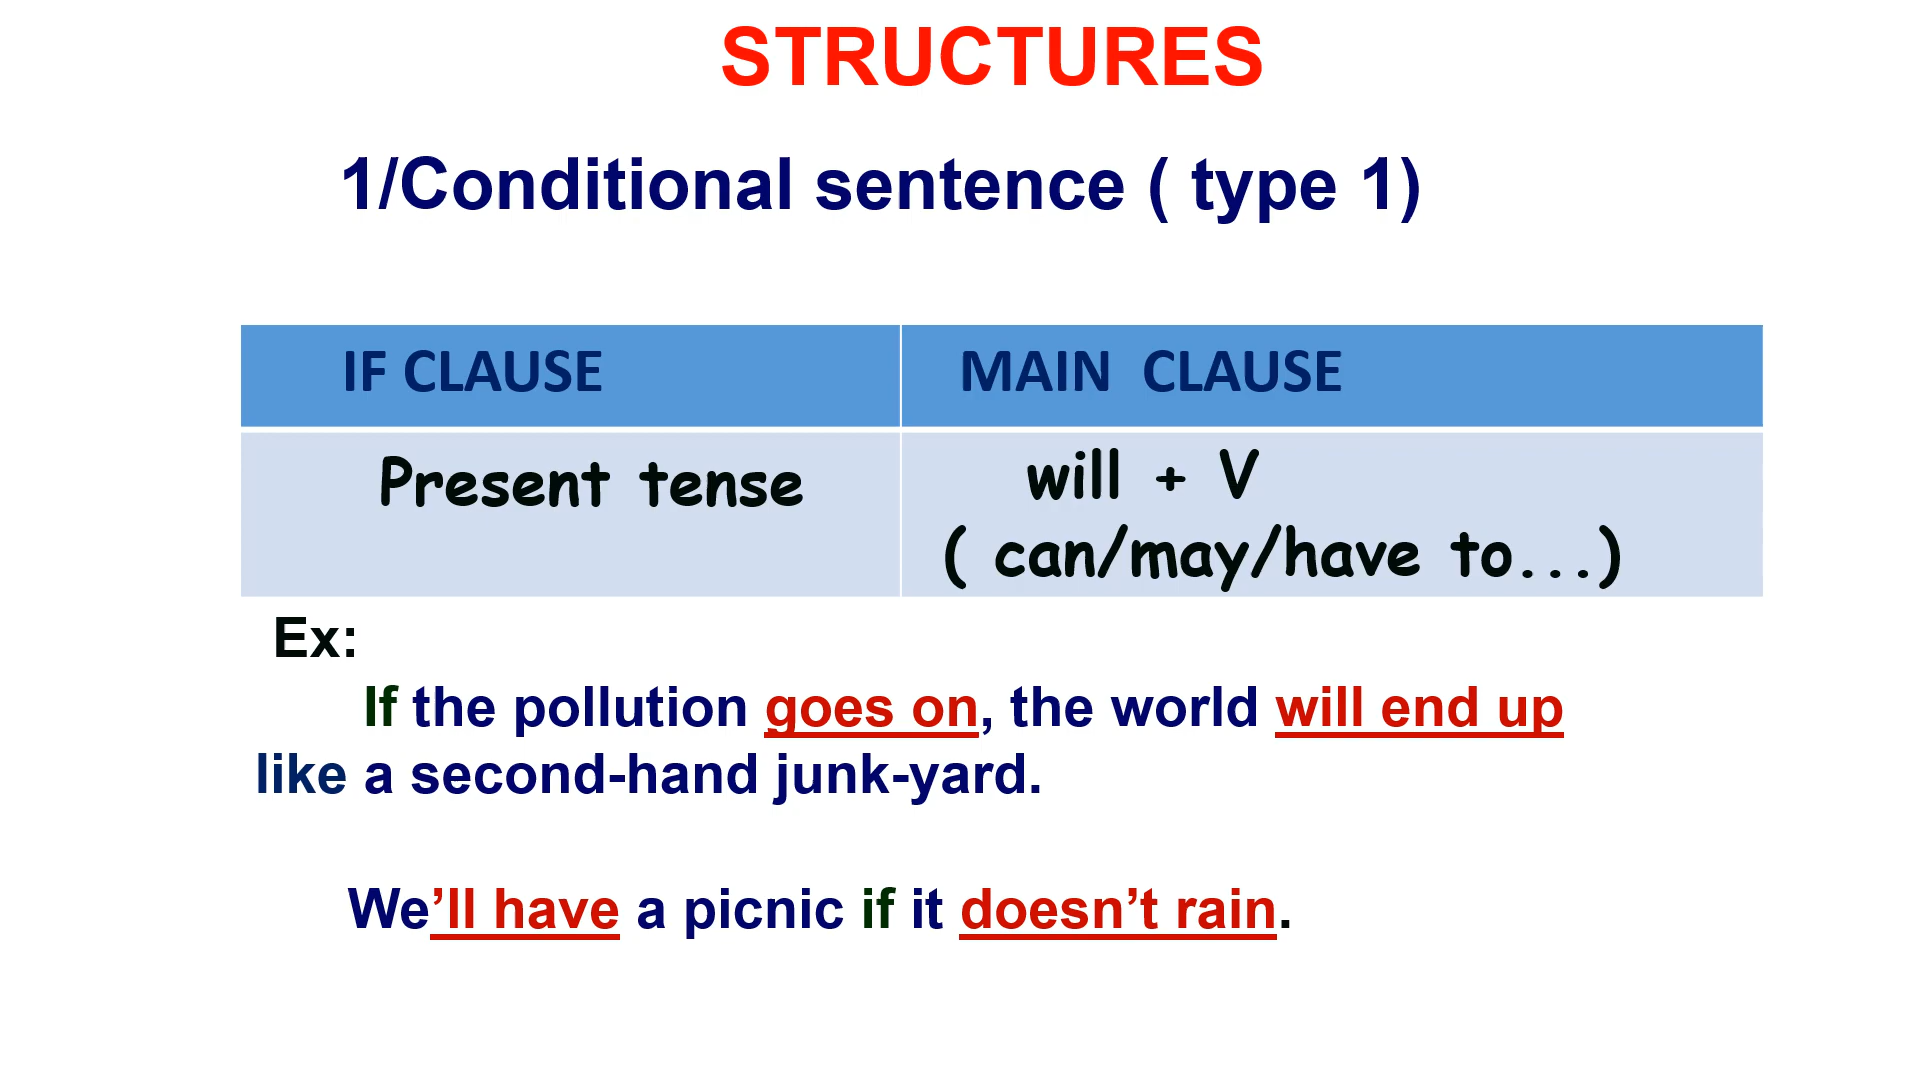 STRUCTURES
1/Conditional sentence ( type 1)
IF CLAUSE
MAIN CLAUSE
Present tense
will + V
( can/may/have to...)
Ex:
If the pollution goes on, the world will end up
like a second-hand junk-yard.
We’ll have a picnic if it doesn’t rain.